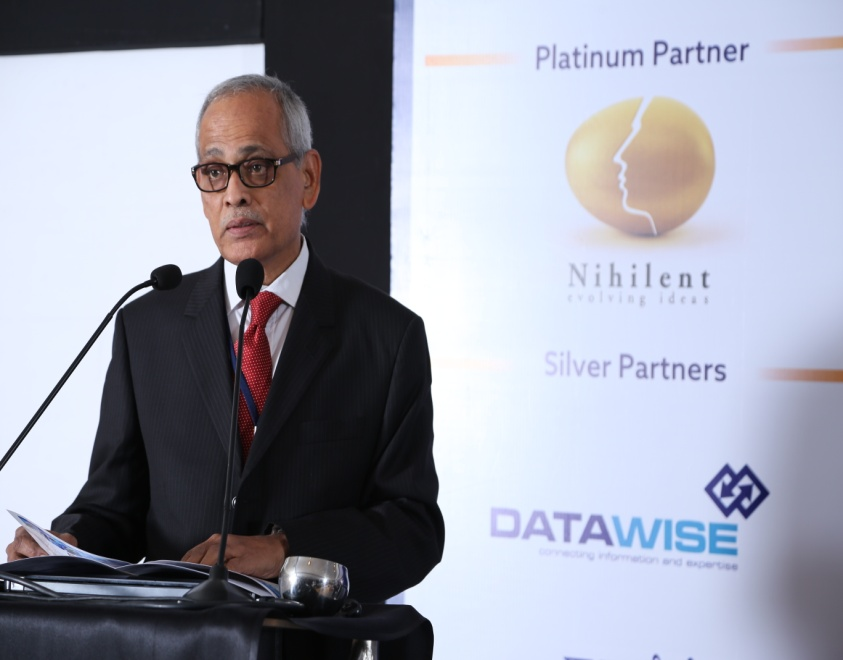 Platinum Partner
Nihilent
evolving ideas
Silver Partners
DATAWISE
connecting information and expertise